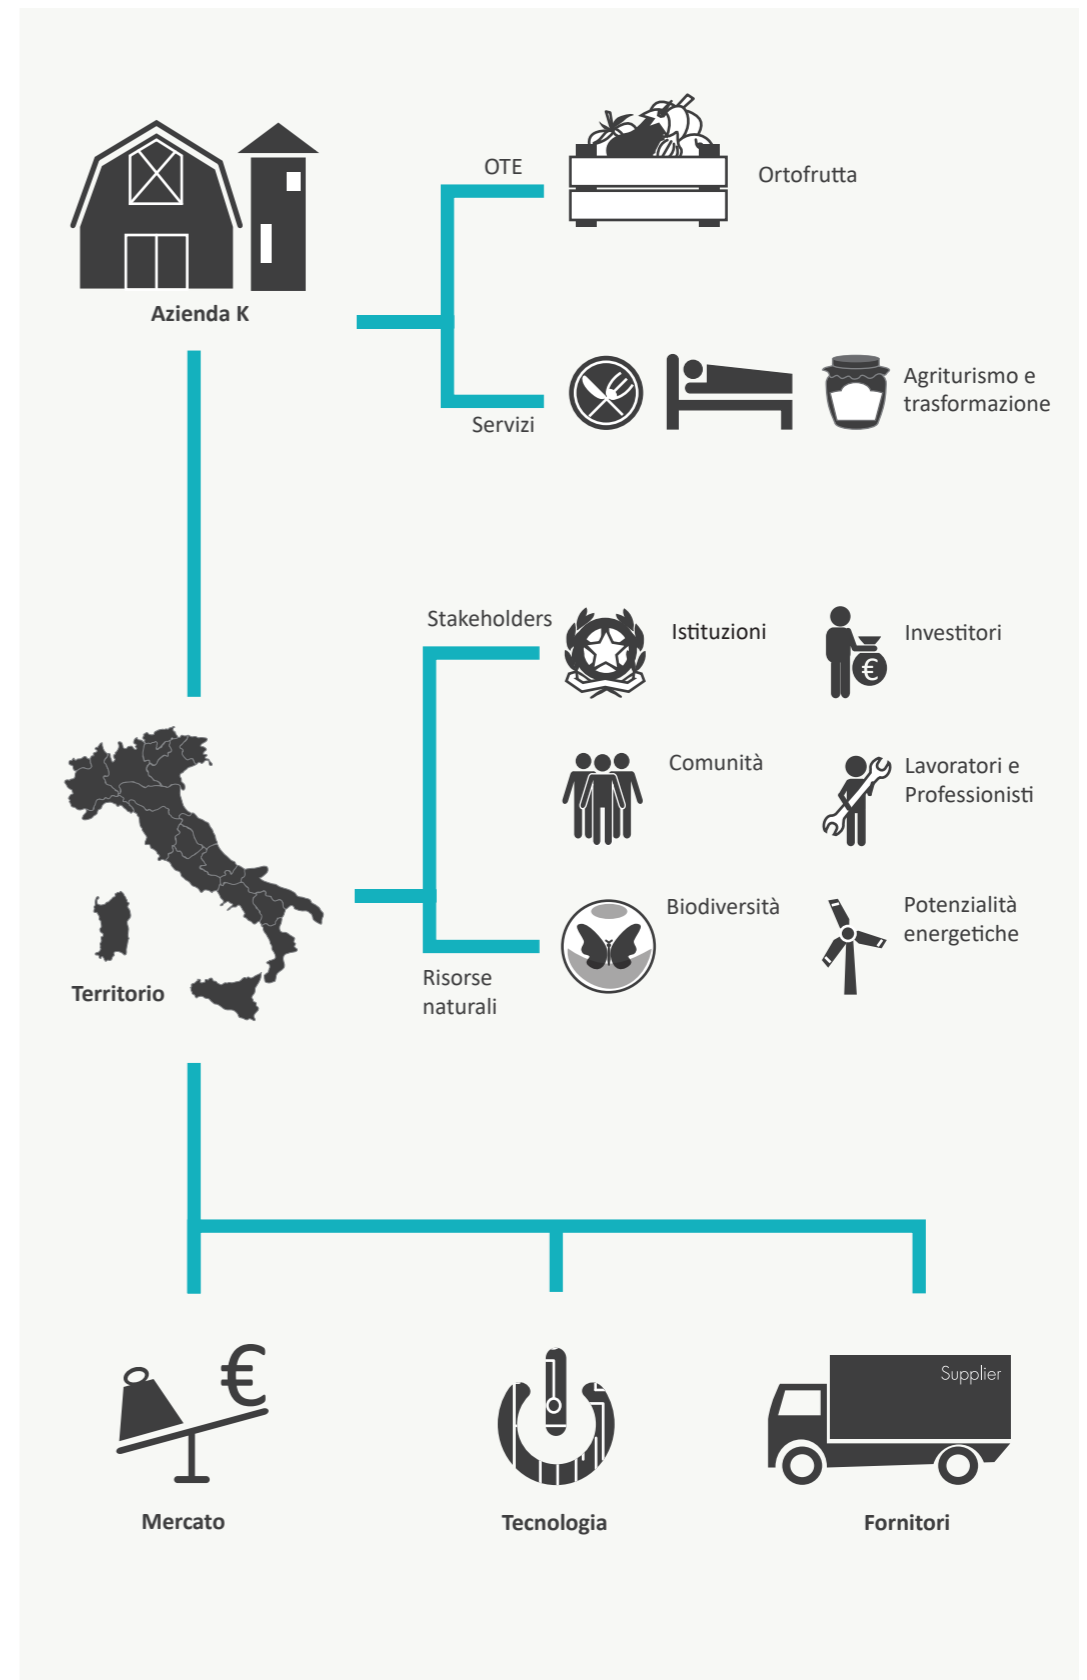 OTE
Ortofrutta
Azienda K
Agriturismo e
trasformazione
Servizi
Stakeholders
Istituzioni
Investitori
Comunità
Lavoratori e
Professionisti
Biodiversità
Potenzialità
energetiche
Risorse
naturali
Territorio
€
€
Supplier
Mercato
Tecnologia
Fornitori